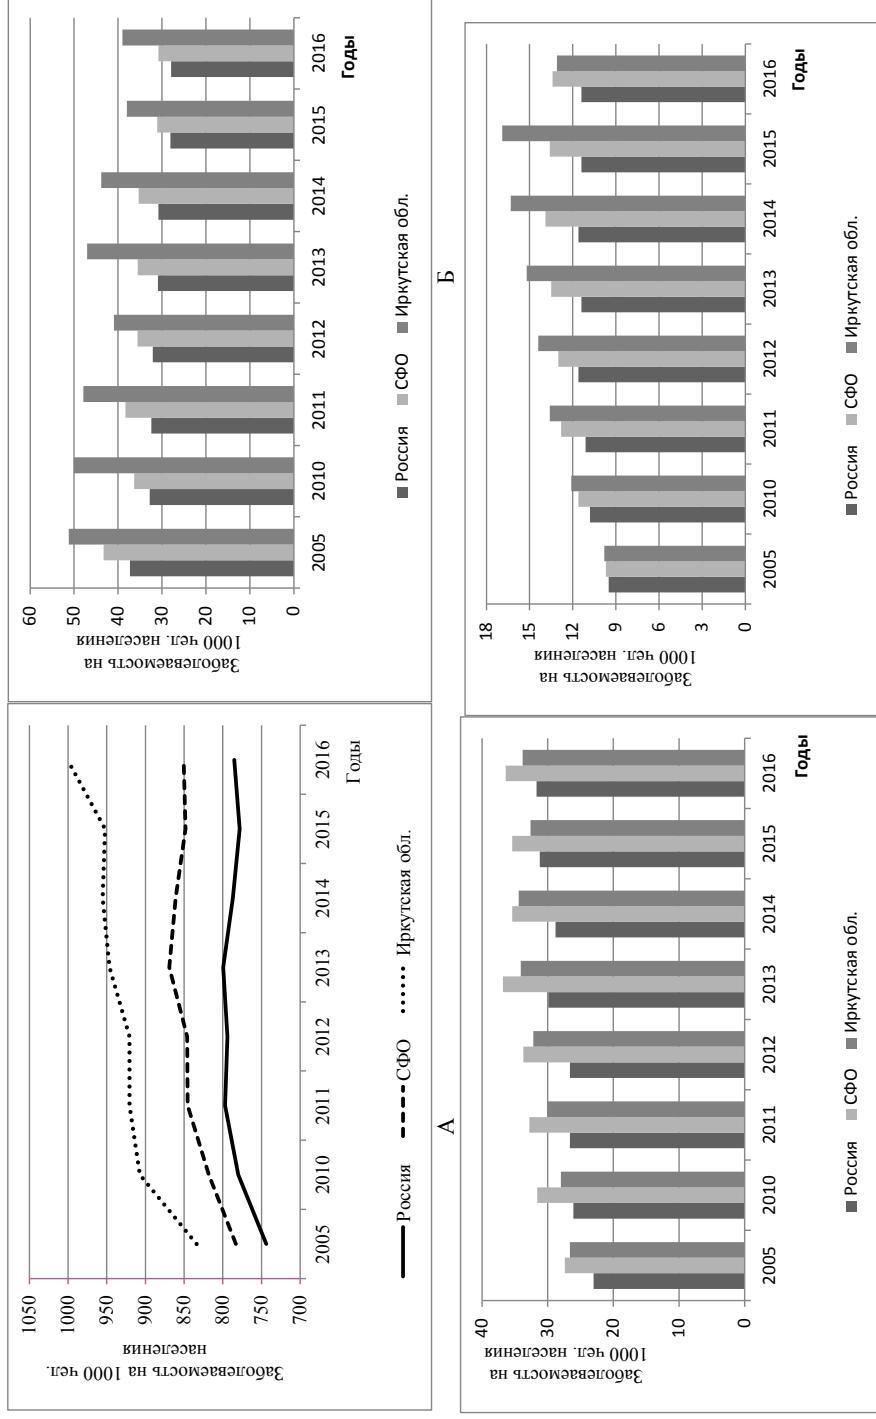 Заболеваемость на 1000 чел.
населения
1050
1000
950
900
850
800
750
700
2005
2010
2011
2012
2013
2014
2015
2016
Годы
Россия
СФО
Иркутская обл.
А
Заболеваемость на
1000 чел. населения
60
50
40
30
20
10
0
2005
2010
2011
2012
2013
2014
2015
2016
Годы
Россия
СФО
Иркутская обл.
Б
Заболеваемость на
1000 чел. населения
40
30
20
10
0
2005
2010
2011
2012
2013
2014
2015
2016
Годы
Россия
СФО
Иркутская обл.
Заболеваемость на
1000 чел. населения
18
15
12
9
6
3
0
2005
2010
2011
2012
2013
2014
2015
2016
Годы
Россия
СФО
Иркутская обл.